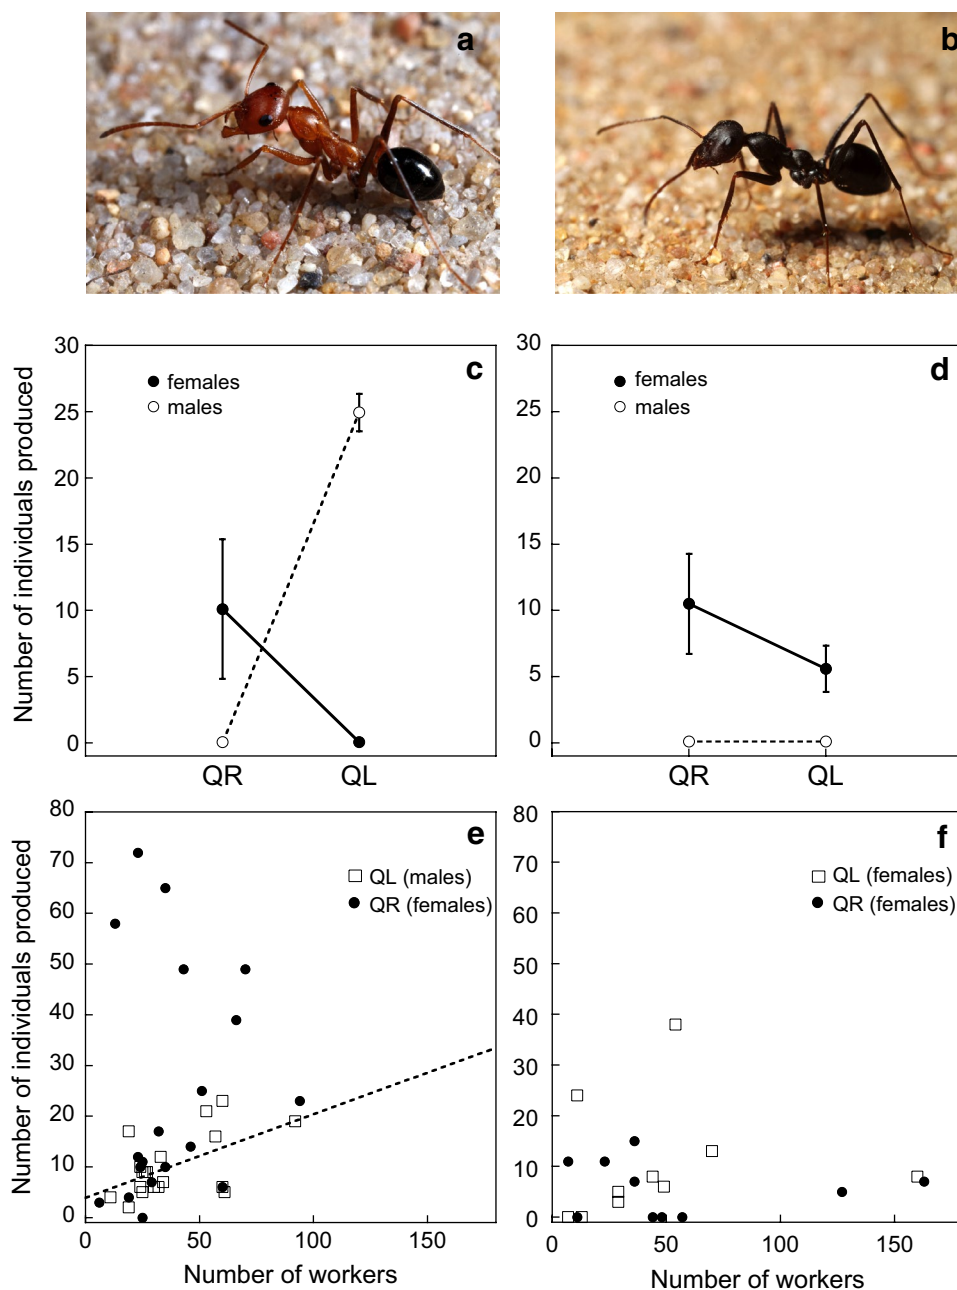 a
b
Number of individuals produced
30
25
20
15
10
5
0
females
males
c
QR
QL
30
25
20
15
10
5
0
females
males
d
QR
QL
Number of individuals produced
80
70
60
50
40
30
20
10
0
e
QL (males)
QR (females)
0
50
100
150
Number of workers
80
70
60
50
40
30
20
10
0
f
QL (females)
QR (females)
0
50
100
150
Number of workers